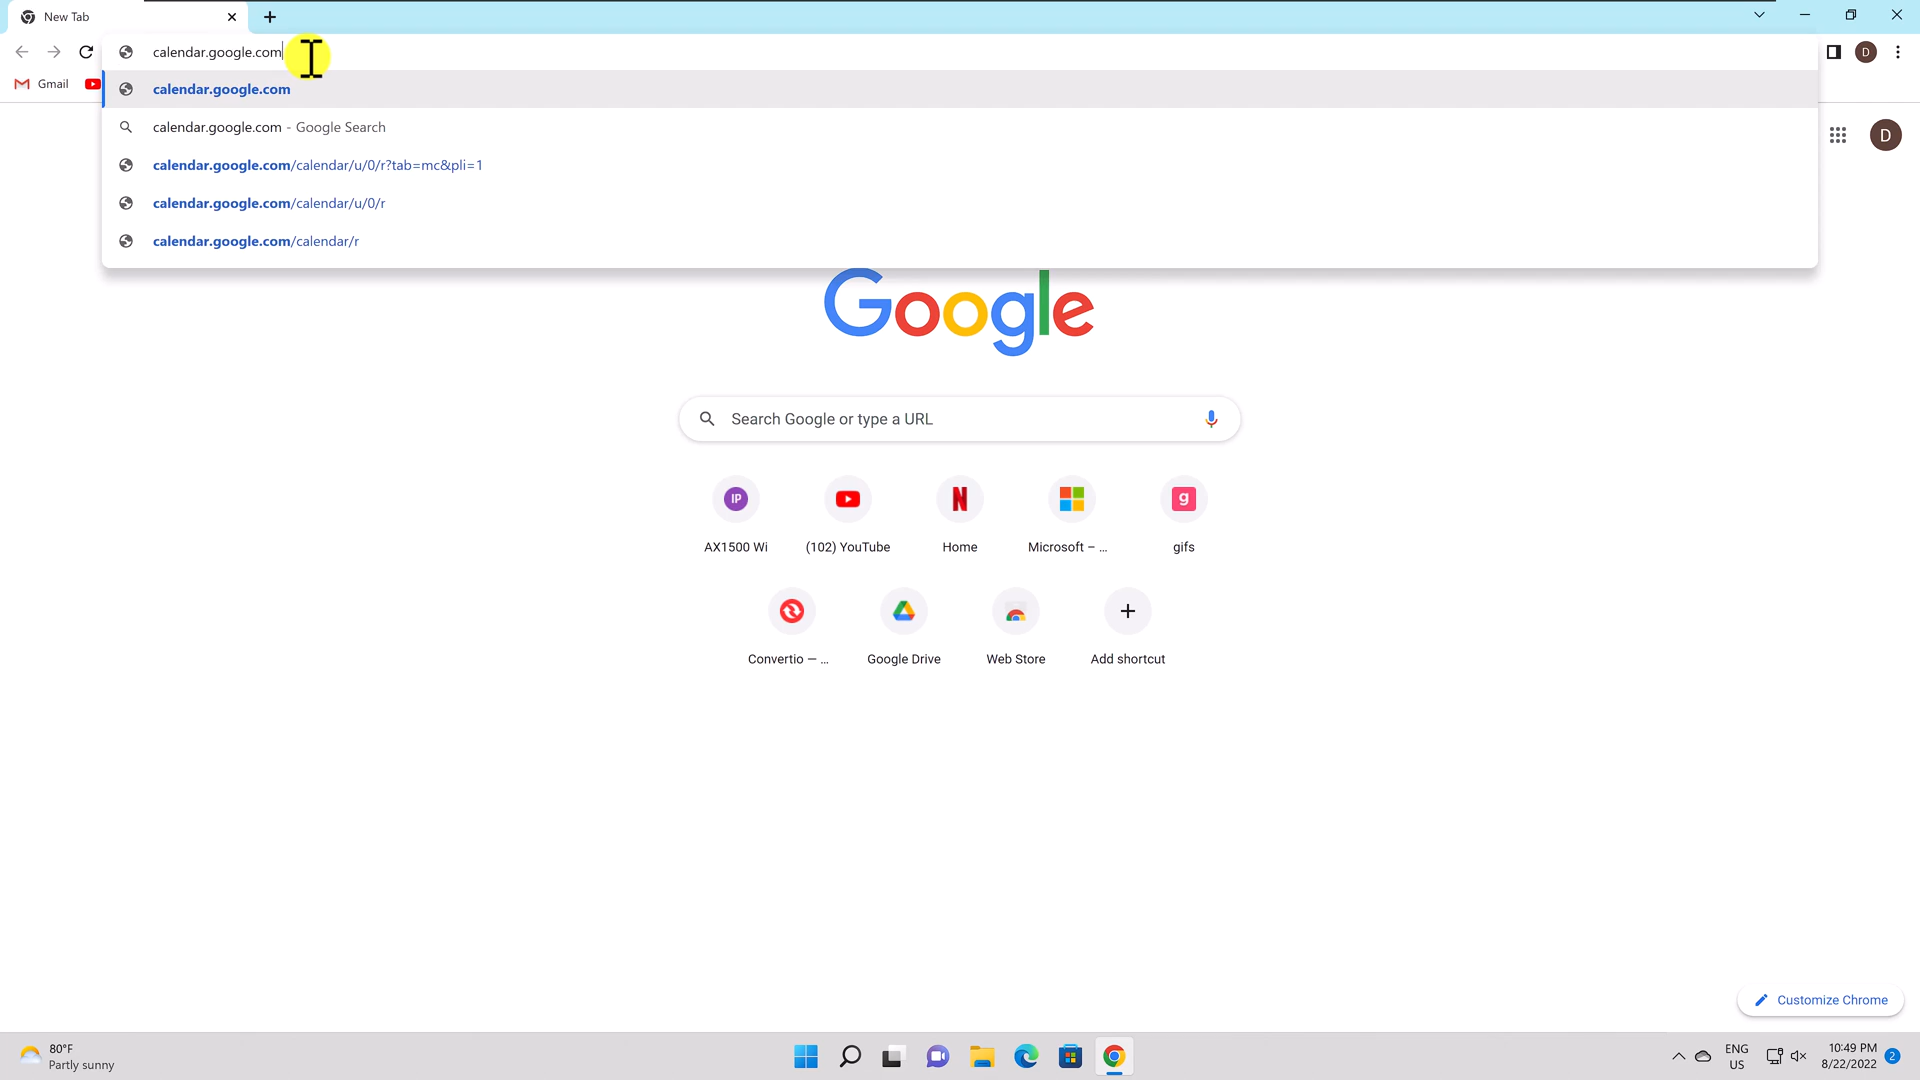 New Tab
calendar.google.com
Gmail
calendar.google.com
calendar.google.com - Google Search
calendar.google.com/calendar/u/0/r?tab=mc&pli=1
calendar.google.com/calendar/u/0/r
calendar.google.com/calendar/r
D
D
Google
Search Google or type a URL
IP
N
g
AX1500 Wi
(102) YouTube
Home
Microsoft – ...
gifs
Convertio — ...
Google Drive
Web Store
Add shortcut
Customize Chrome
80°F
Partly sunny
ENG
US
10:49 PM
8/22/2022
2